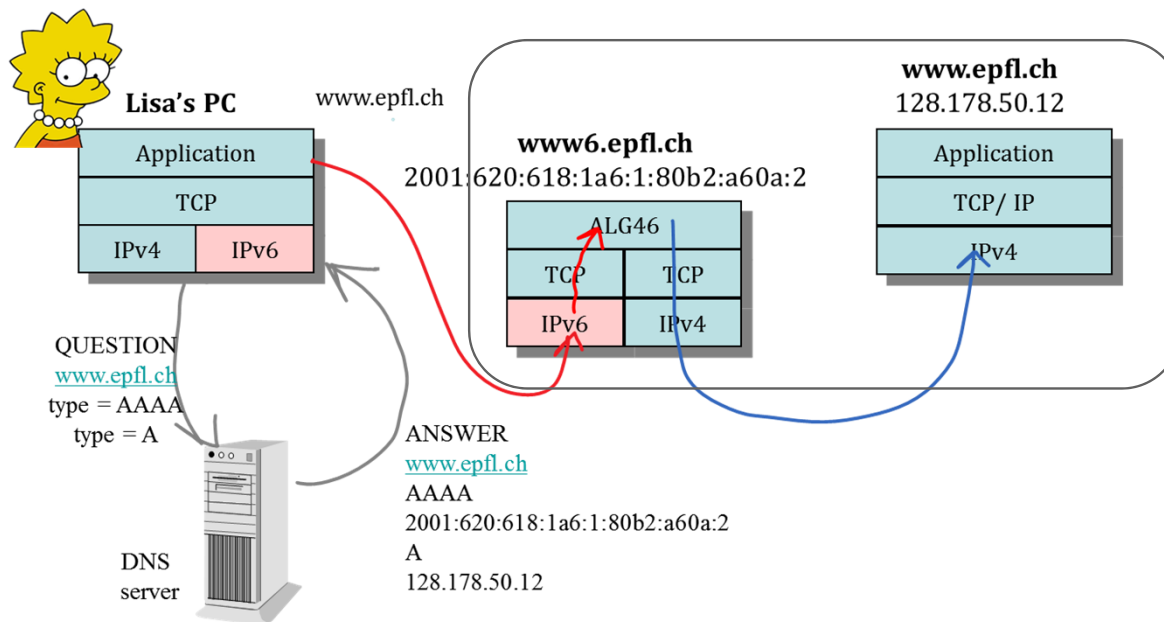 Lisa's PC
www.epfl.ch
Application
TCP
IPv4 IPv6
www6.epfl.ch
2001:620:618:1a6:1:80b2:a60a:2
ALG46
TCP TCP
IPv6 IPv4
www.epfl.ch
128.178.50.12
Application
TCP/ IP
IPv4
QUESTION
www.epfl.ch
type = AAAA
type = A
DNS
server
ANSWER
www.epfl.ch
AAAA
2001:620:618:1a6:1:80b2:a60a:2
A
128.178.50.12